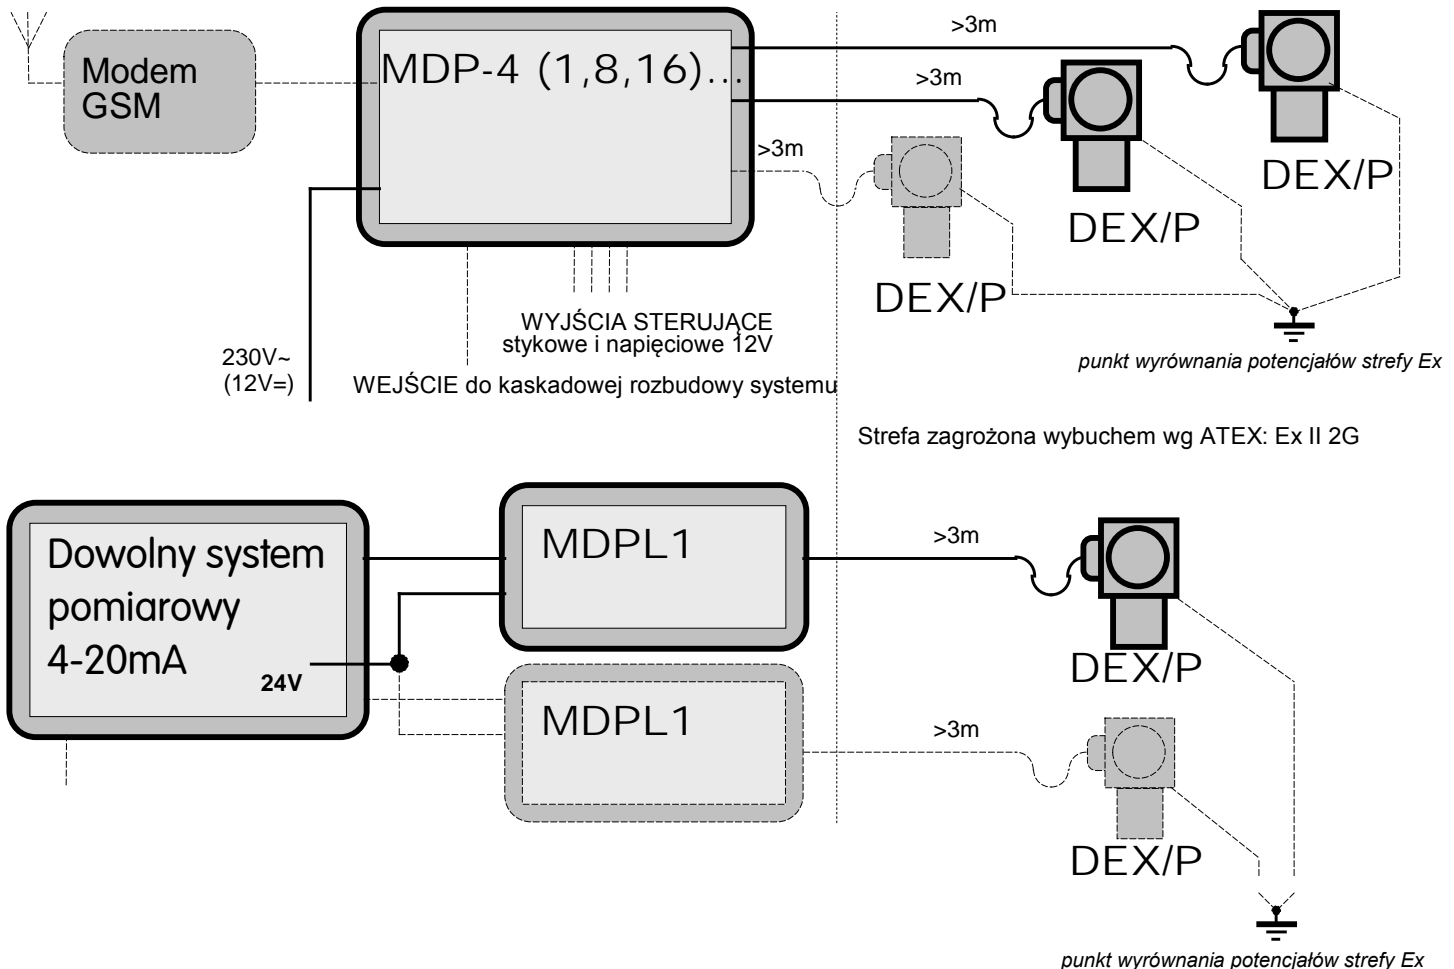 Modem
GSM
MDP-4 (1,8,16)...
>3m
>3m
>3m
DEX/P
DEX/P
DEX/P
WYJŚCIA STERUJĄCE
stykowe i napięciowe 12V
230V~
(12V=)
WEJŚCIE do kaskadowej rozbudowy systemu
punkt wyrównania potencjałów strefy Ex
Strefa zagrożona wybuchem wg ATEX: Ex II 2G
Dowolny system
pomiarowy
4-20mA
24V
MDPL1
>3m
DEX/P
MDPL1
>3m
DEX/P
punkt wyrównania potencjałów strefy Ex